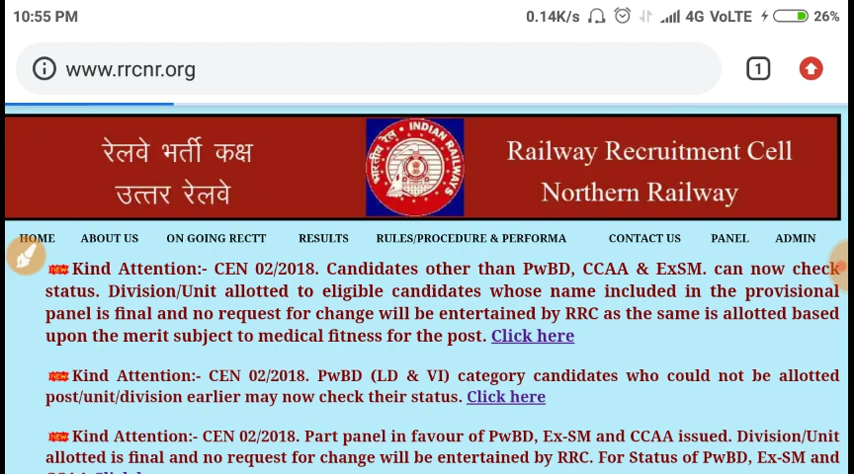 10:55 PM 0.14K/s 4G VoLTE 26%
www.rrcnr.org 1
रेलवे भर्ती कक्ष
उत्तर रेलवे
भारतीय रेल • INDIAN RAILWAYS
Railway Recruitment Cell
Northern Railway
HOME ABOUT US ON GOING RECTT RESULTS RULES/PROCEDURE & PERFORMA CONTACT US PANEL ADMIN
Kind Attention:- CEN 02/2018. Candidates other than PwBD, CCAA & ExSM. can now check
status. Division/Unit allotted to eligible candidates whose name included in the provisional
panel is final and no request for change will be entertained by RRC as the same is allotted based
upon the merit subject to medical fitness for the post. Click here
Kind Attention:- CEN 02/2018. PwBD (LD & VI) category candidates who could not be allotted
post/unit/division earlier may now check their status. Click here
Kind Attention:- CEN 02/2018. Part panel in favour of PwBD, Ex-SM and CCAA issued. Division/Unit
allotted is final and no request for change will be entertained by RRC. For Status of PwBD, Ex-SM and